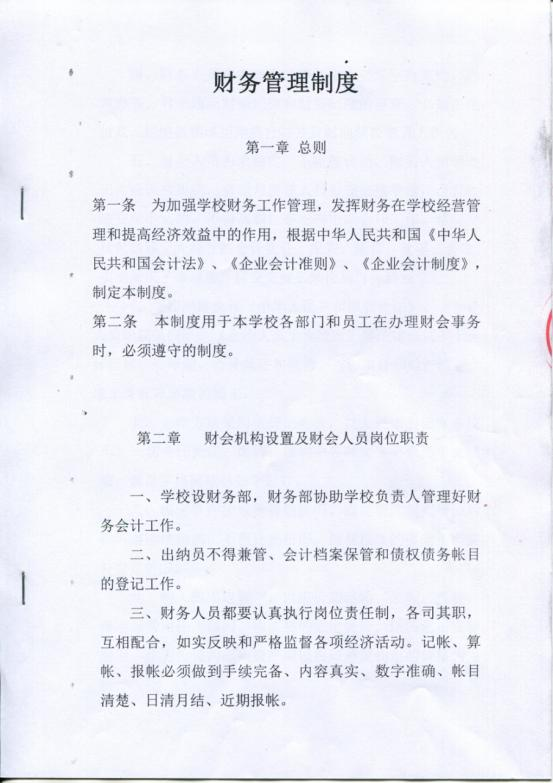 财务管理制度
第一章 总则
第一条 为加强学校财务工作管理，发挥财务在学校经营管
理和提高经济效益中的作用，根据中华人民共和国《中华人
民共和国会计法》、《企业会计准则》、《企业会计制度》，
制定本制度。
第二条 本制度用于本学校各部门和员工在办理财会事务
时，必须遵守的制度。
第二章 财会机构设置及财会人员岗位职责
一、学校设财务部，财务部协助学校负责人管理好财
务会计工作。
二、出纳员不得兼管、会计档案保管和债权债务帐目
的登记工作。
三、财务人员都要认真执行岗位责任制，各司其职，
互相配合，如实反映和严格监督各项经济活动。记帐、算
帐、报帐必须做到手续完备、内容真实、数字准确、帐目
清楚、日清月结、近期报帐。